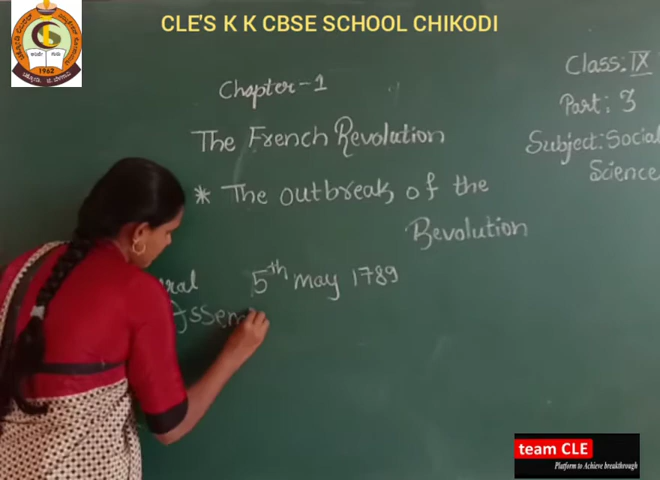 CLE'S K K CBSE SCHOOL CHIKODI
1962
Class: IX
Chapter-1
Part: 3
The French Revolution
Subject: Social
Science
* The outbreak of the
Revolution
5th May 1789
team CLE
Platform to Achieve breakthrough